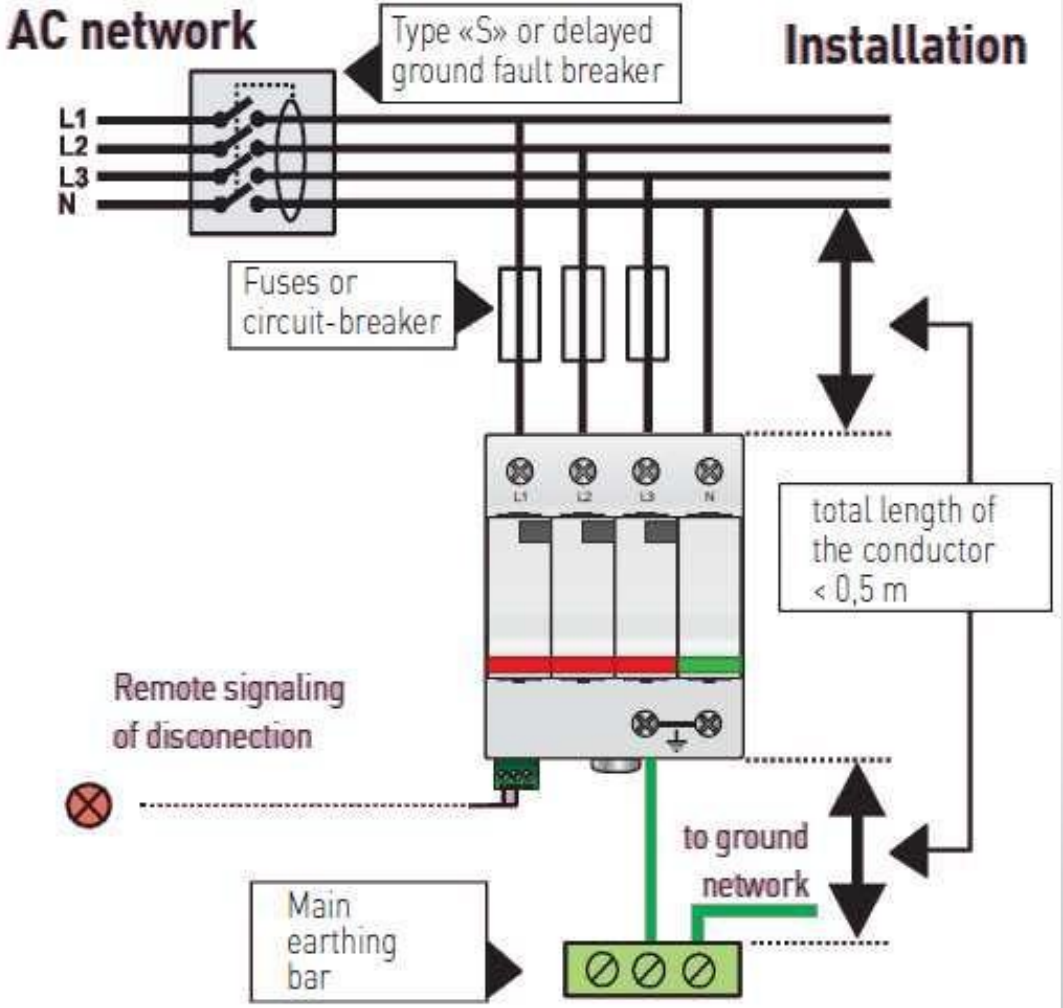 AC network
Type «S» or delayed
ground fault breaker
Installation
L1
L2
L3
N
Fuses or
circuit-breaker
L1 L2 L3 N
total length of
the conductor
< 0,5 m
Remote signaling
of disconection
to ground
network
Main
earthing
bar